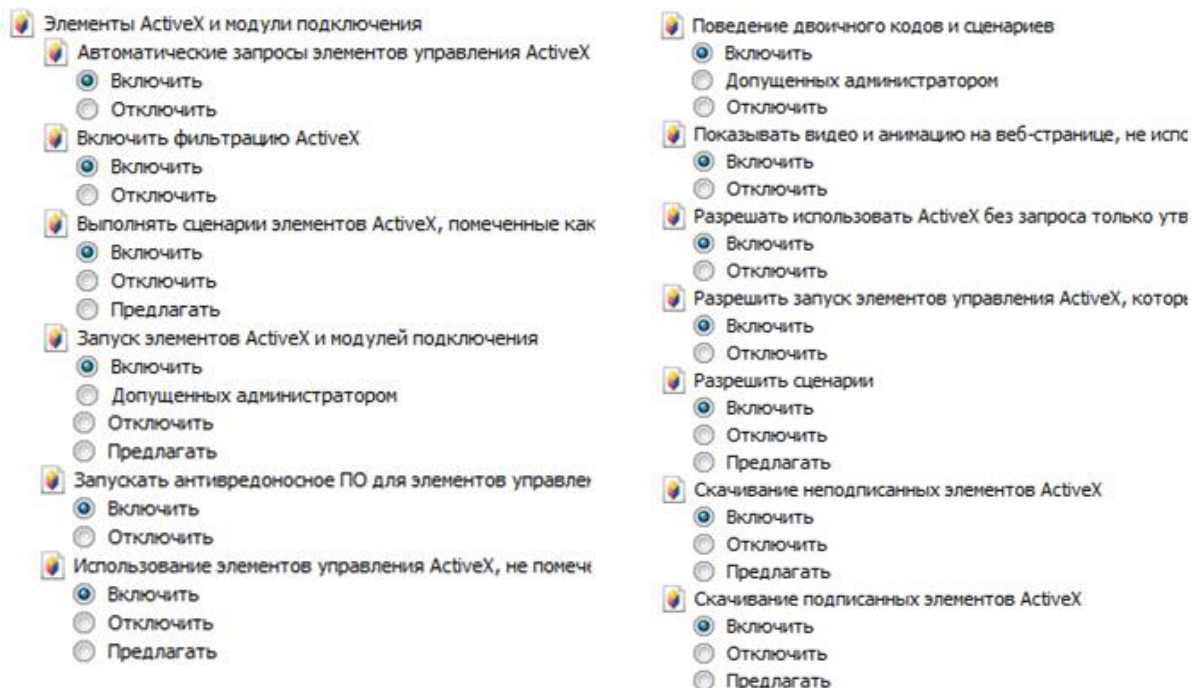 Элементы ActiveX и модули подключения
Автоматические запросы элементов управления ActiveX
Включить
Отключить
Включить фильтрацию ActiveX
Включить
Отключить
Выполнять сценарии элементов ActiveX, помеченные как
Включить
Отключить
Предлагать
Запуск элементов ActiveX и модулей подключения
Включить
Допущенных администратором
Отключить
Предлагать
Запускать антивредоносное ПО для элементов управлен
Включить
Отключить
Использование элементов управления ActiveX, не помече
Включить
Отключить
Предлагать
Поведение двоичного кодов и сценариев
Включить
Допущенных администратором
Отключить
Показывать видео и анимацию на веб-странице, не испо
Включить
Отключить
Разрешать использовать ActiveX без запроса только утв
Включить
Отключить
Разрешить запуск элементов управления ActiveX, которы
Включить
Отключить
Разрешить сценарии
Включить
Отключить
Предлагать
Скачивание неподписанных элементов ActiveX
Включить
Отключить
Предлагать
Скачивание подписанных элементов ActiveX
Включить
Отключить
Предлагать